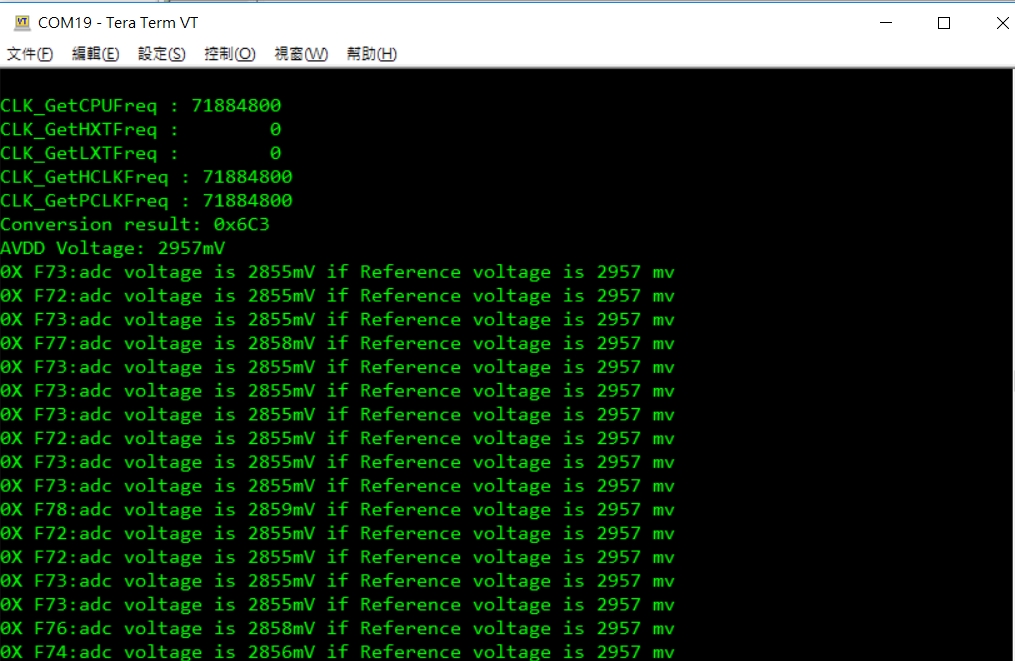 COM19 - Tera Term VT
文件(F) 編輯(E) 設定(S) 控制(O) 視窗(W) 幫助(H)
CLK_GetCPUFreq : 71884800
CLK_GetHXTFreq :        0
CLK_GetLXTFreq :        0
CLK_GetHCLKFreq : 71884800
CLK_GetPCLKFreq : 71884800
Conversion result: 0x6C3
AVDD Voltage: 2957mV
0X F73:adc voltage is 2855mV if Reference voltage is 2957 mv
0X F72:adc voltage is 2855mV if Reference voltage is 2957 mv
0X F73:adc voltage is 2855mV if Reference voltage is 2957 mv
0X F77:adc voltage is 2858mV if Reference voltage is 2957 mv
0X F73:adc voltage is 2855mV if Reference voltage is 2957 mv
0X F73:adc voltage is 2855mV if Reference voltage is 2957 mv
0X F73:adc voltage is 2855mV if Reference voltage is 2957 mv
0X F72:adc voltage is 2855mV if Reference voltage is 2957 mv
0X F73:adc voltage is 2855mV if Reference voltage is 2957 mv
0X F73:adc voltage is 2855mV if Reference voltage is 2957 mv
0X F78:adc voltage is 2859mV if Reference voltage is 2957 mv
0X F72:adc voltage is 2855mV if Reference voltage is 2957 mv
0X F72:adc voltage is 2855mV if Reference voltage is 2957 mv
0X F73:adc voltage is 2855mV if Reference voltage is 2957 mv
0X F73:adc voltage is 2855mV if Reference voltage is 2957 mv
0X F76:adc voltage is 2858mV if Reference voltage is 2957 mv
0X F74:adc voltage is 2856mV if Reference voltage is 2957 mv